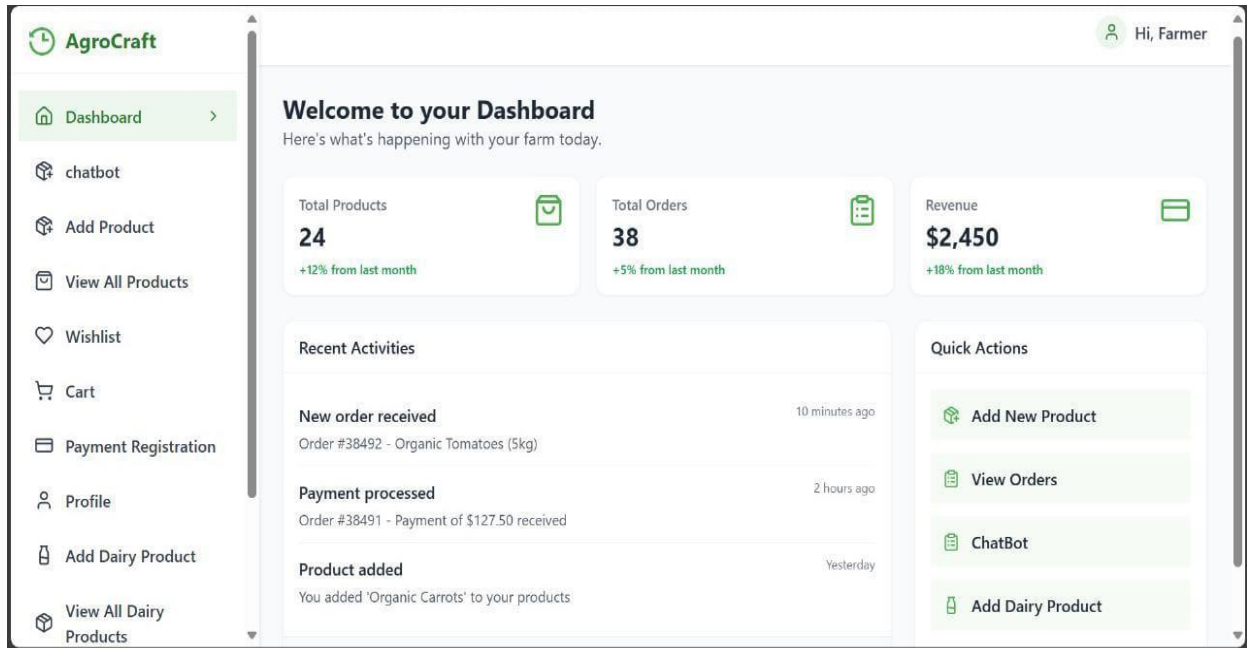 AgroCraft
Dashboard
chatbot
Add Product
View All Products
Wishlist
Cart
Payment Registration
Profile
Add Dairy Product
View All Dairy
Products
Hi, Farmer
Welcome to your Dashboard
Here's what's happening with your farm today.
Total Products
24
+12% from last month
Total Orders
38
+5% from last month
Revenue
$2,450
+18% from last month
Recent Activities
New order received
10 minutes ago
Order #38492 - Organic Tomatoes (5kg)
Payment processed
2 hours ago
Order #38491 - Payment of $127.50 received
Product added
Yesterday
You added 'Organic Carrots' to your products
Quick Actions
Add New Product
View Orders
ChatBot
Add Dairy Product